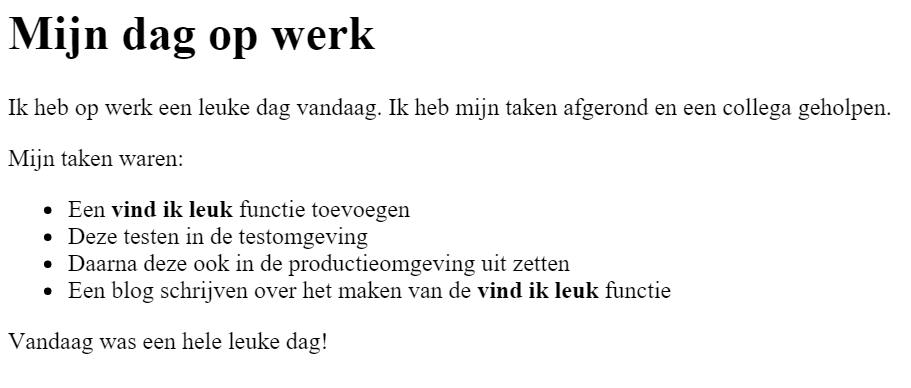 Mijn dag op werk
Ik heb op werk een leuke dag vandaag. Ik heb mijn taken afgerond en een collega geholpen.
Mijn taken waren:
• Een vind ik leuk functie toevoegen
• Deze testen in de testomgeving
• Daarna deze ook in de productieomgeving uit zetten
• Een blog schrijven over het maken van de vind ik leuk functie
Vandaag was een hele leuke dag!